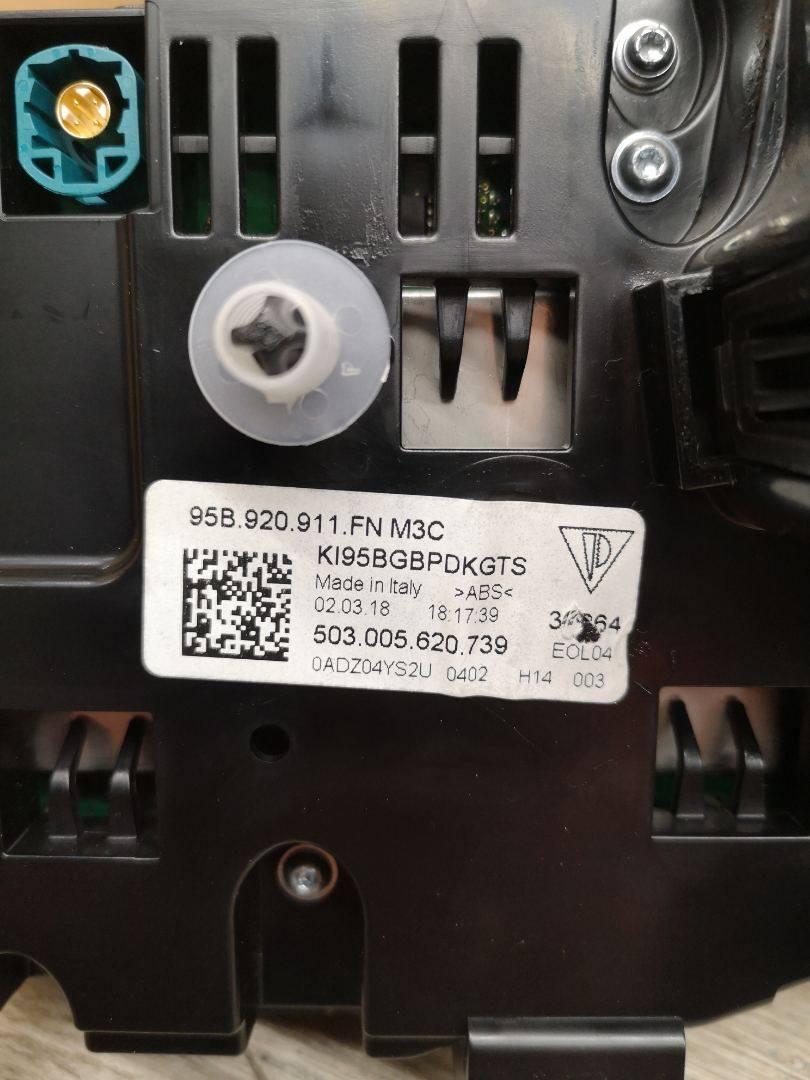 95B.920.911.FN M3C
KI95BGBPDKGTS
Made in Italy >ABS<
02.03.18 18:17:39
503.005.620.739
EOL04
0ADZ04YS2U 0402 H14 003